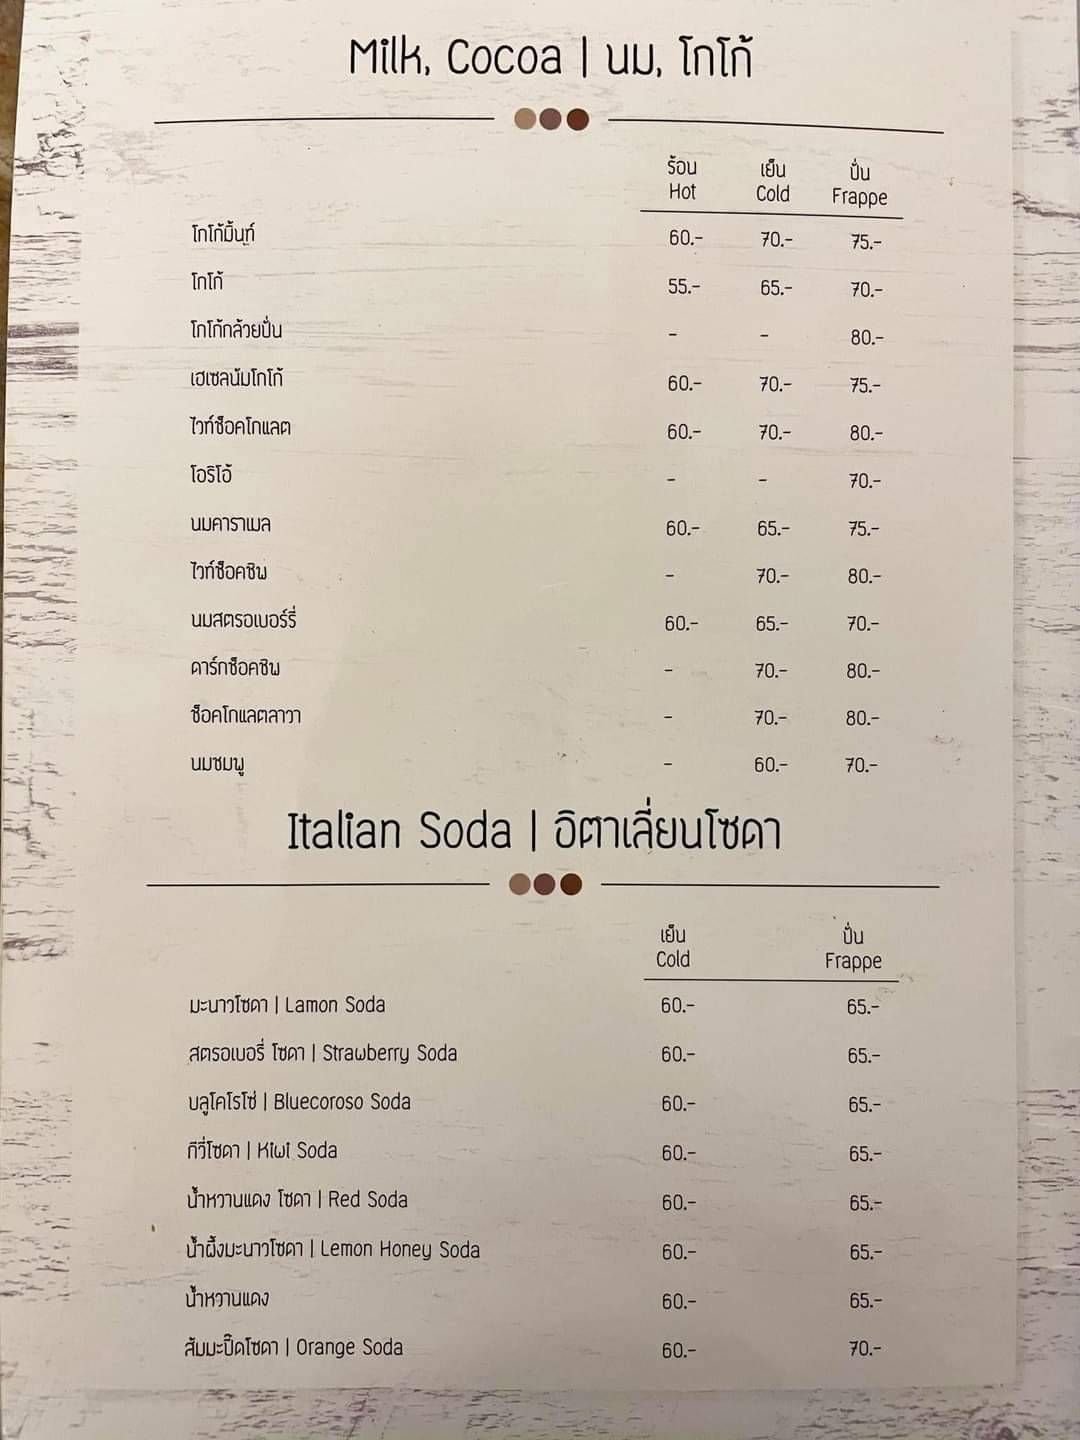 Milk, Cocoa | นม, โกโก้
ร้อน เย็น ปั่น
Hot Cold Frappe
โกโก้มิ้นท์ 60.- 70.- 75.-
โกโก้ 55.- 65.- 70.-
โกโก้กล้วยปั่น - - 80.-
เฮเซลนัมโกโก้ 60.- 70.- 75.-
ไวท์ช็อคโกแลต 60.- 70.- 80.-
โอริโอ้ - - 70.-
นมคาราเมล 60.- 65.- 75.-
ไวท์ช็อคชิพ - 70.- 80.-
นมสตรอเบอร์รี่ 60.- 65.- 70.-
ดาร์กช็อคชิพ - 70.- 80.-
ช็อคโกแลตลาวา - 70.- 80.-
นมชมพู - 60.- 70.-
Italian Soda | อิตาเลี่ยนโซดา
เย็น ปั่น
Cold Frappe
มะนาวโซดา | Lamon Soda 60.- 65.-
สตรอเบอรี่ โซดา | Strawberry Soda 60.- 65.-
บลูโคโรโซ่ | Bluecoroso Soda 60.- 65.-
กีวี่โซดา | Kiwi Soda 60.- 65.-
น้ำหวานแดง โซดา | Red Soda 60.- 65.-
น้ำผึ้งมะนาวโซดา | Lemon Honey Soda 60.- 65.-
น้ำหวานแดง 60.- 65.-
ส้มมะปี๊ดโซดา | Orange Soda 60.- 70.-